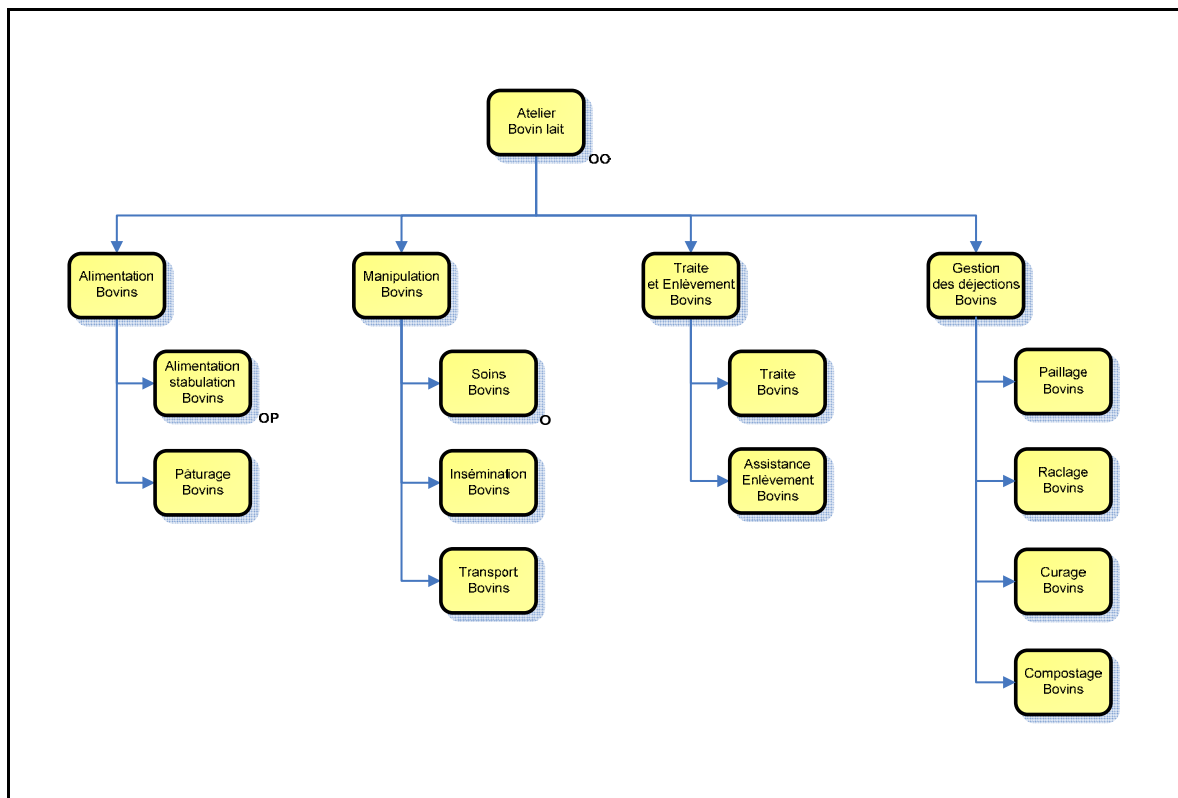 Atelier
Bovin lait
OO
Alimentation
Bovins
Manipulation
Bovins
Traite
et Enlèvement
Bovins
Gestion
des déjections
Bovins
Alimentation
stabulation
Bovins
OP
Pâturage
Bovins
Soins
Bovins
O
Insémination
Bovins
Transport
Bovins
Traite
Bovins
Assistance
Enlèvement
Bovins
Paillage
Bovins
Raclage
Bovins
Curage
Bovins
Compostage
Bovins